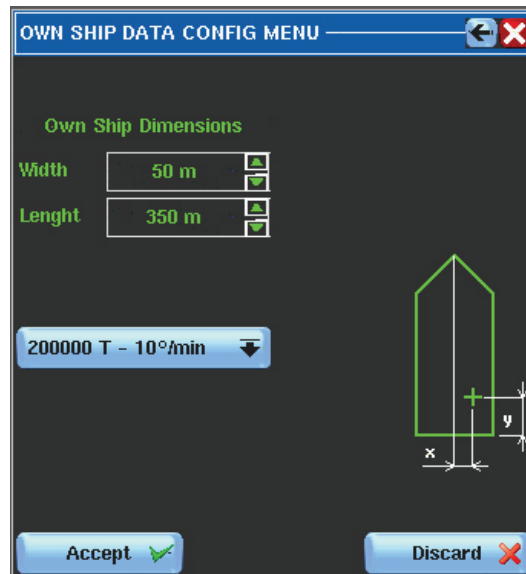 OWN SHIP DATA CONFIG MENU
Own Ship Dimensions
Width 50 m
Lenght 350 m
200000 T - 10°/min
y
x
Accept
Discard